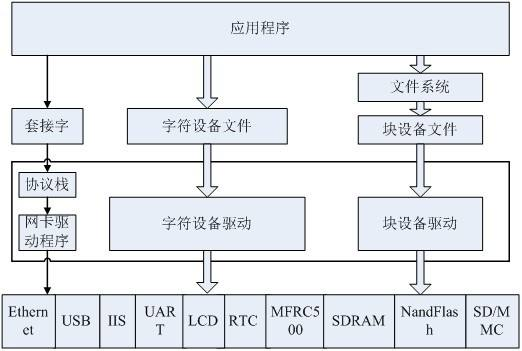 应用程序
文件系统
套接字
字符设备文件
块设备文件
协议栈
网卡驱
动程序
字符设备驱动
块设备驱动
Ethern
et
USB
IIS
UAR
T
LCD
RTC
MFRC5
00
SDRAM
NandFlas
h
SD/M
MC